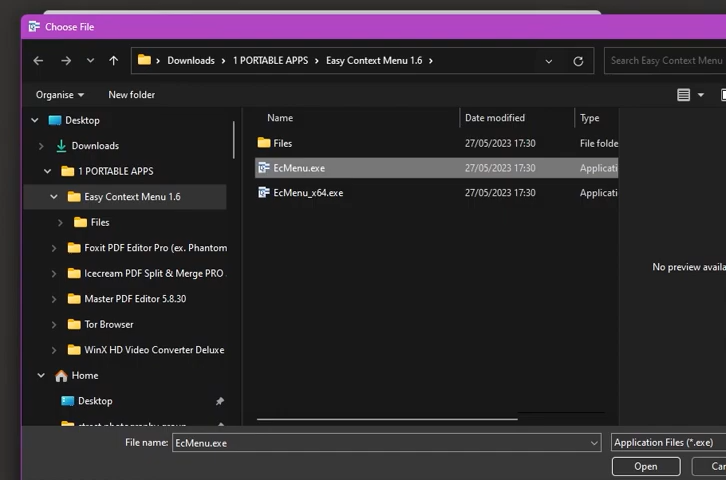 Choose File
Downloads > 1 PORTABLE APPS > Easy Context Menu 1.6 >
Search Easy Context Menu
Organise
New folder
Name
Date modified
Type
Desktop
Downloads
1 PORTABLE APPS
Easy Context Menu 1.6
Files
Foxit PDF Editor Pro (ex. Phantom
Icecream PDF Split & Merge PRO
Master PDF Editor 5.8.30
Tor Browser
WinX HD Video Converter Deluxe
Home
Desktop
street photography group
Files
27/05/2023 17:30
File folde
EcMenu.exe
27/05/2023 17:30
Applicati
EcMenu_x64.exe
27/05/2023 17:30
Applicati
No preview availa
File name:
EcMenu.exe
Application Files (*.exe)
Open
Can